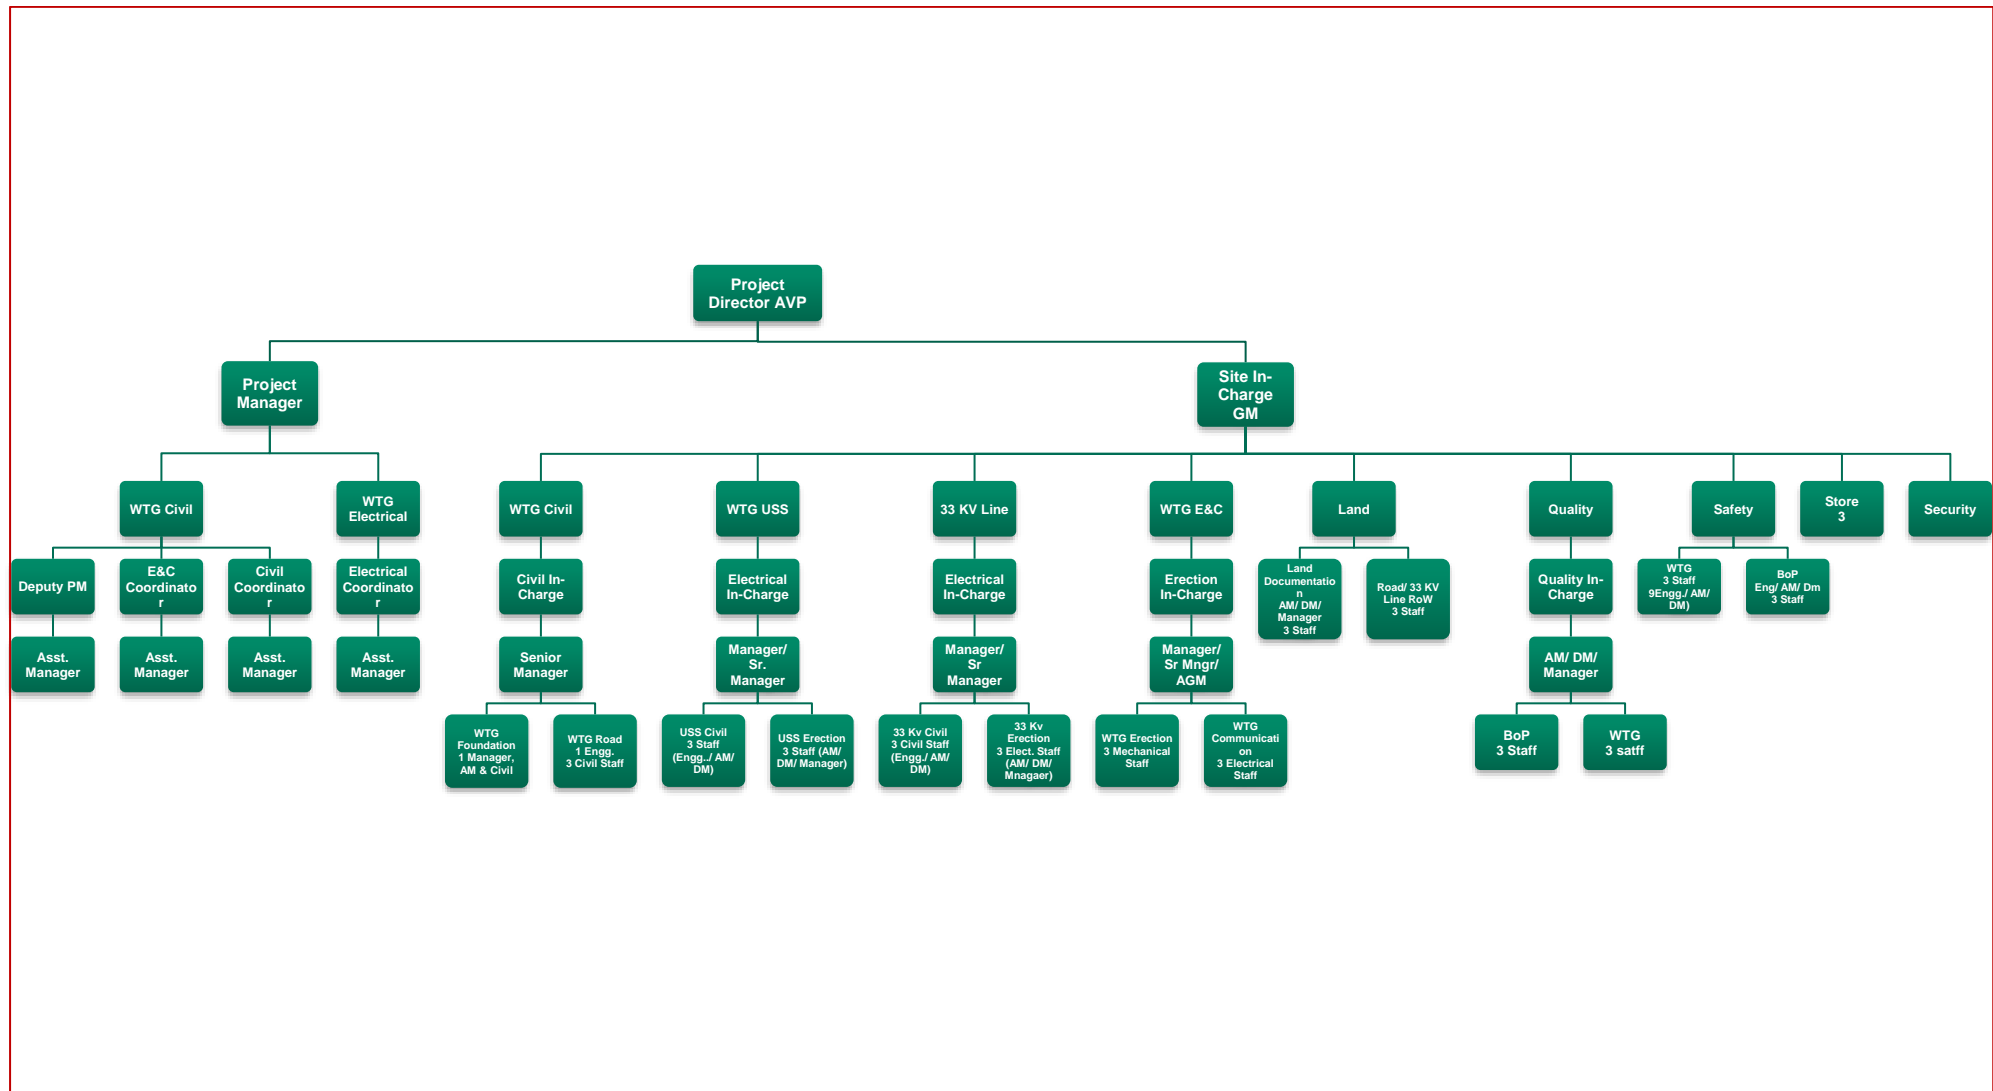 Project
Director AVP
Project
Manager
Site In-
Charge
GM
WTG Civil
WTG
Electrical
WTG Civil
WTG USS
33 KV Line
WTG E&C
Land
Quality
Safety
Store
3
Security
Deputy PM
E&C
Coordinato
r
Civil
Coordinato
r
Electrical
Coordinato
r
Civil In-
Charge
Electrical
In-Charge
Electrical
In-Charge
Erection
In-Charge
Land
Documentatio
n
AM/ DM/
Manager
3 Staff
Road/ 33 KV
Line RoW
3 Staff
Quality In-
Charge
WTG
3 Staff
9Engg./ AM/
DM)
BoP
Eng/ AM/ Dm
3 Staff
Asst.
Manager
Asst.
Manager
Asst.
Manager
Asst.
Manager
Senior
Manager
Manager/
Sr.
Manager
Manager/
Sr
Manager
Manager/
Sr Mngr/
AGM
AM/ DM/
Manager
WTG
Foundation
1 Manager,
AM & Civil
WTG Road
1 Engg.
3 Civil Staff
USS Civil
3 Staff
(Engg../ AM/
DM)
USS Erection
3 Staff (AM/
DM/ Manager)
33 Kv Civil
3 Civil Staff
(Engg./ AM/
DM)
33 Kv
Erection
3 Elect. Staff
(AM/ DM/
Mnagaer)
WTG Erection
3 Mechanical
Staff
WTG
Communicati
on
3 Electrical
Staff
BoP
3 Staff
WTG
3 satff